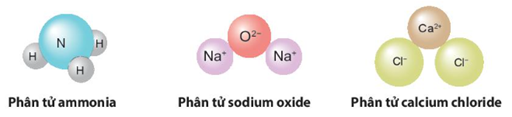 N
H
H
H
Phân tử ammonia
O²⁻
Na⁺
Na⁺
Phân tử sodium oxide
Ca²⁺
Cl⁻
Cl⁻
Phân tử calcium chloride